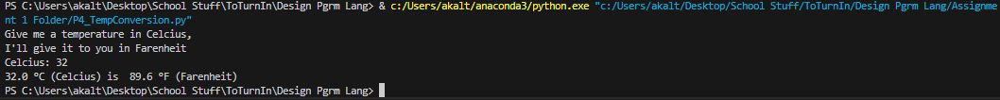 PS C:\Users\akalt\Desktop\School Stuff\ToTurnIn\Design Pgrm Lang> & c:/Users/akalt/anaconda3/python.exe "c:/Users/akalt/Desktop/School Stuff/ToTurnIn/Design Pgrm Lang/Assignme
nt 1 Folder/P4_TempConversion.py"
Give me a temperature in Celcius,
I'll give it to you in Farenheit
Celcius: 32
32.0 °C (Celcius) is  89.6 °F (Farenheit)
PS C:\Users\akalt\Desktop\School Stuff\ToTurnIn\Design Pgrm Lang>